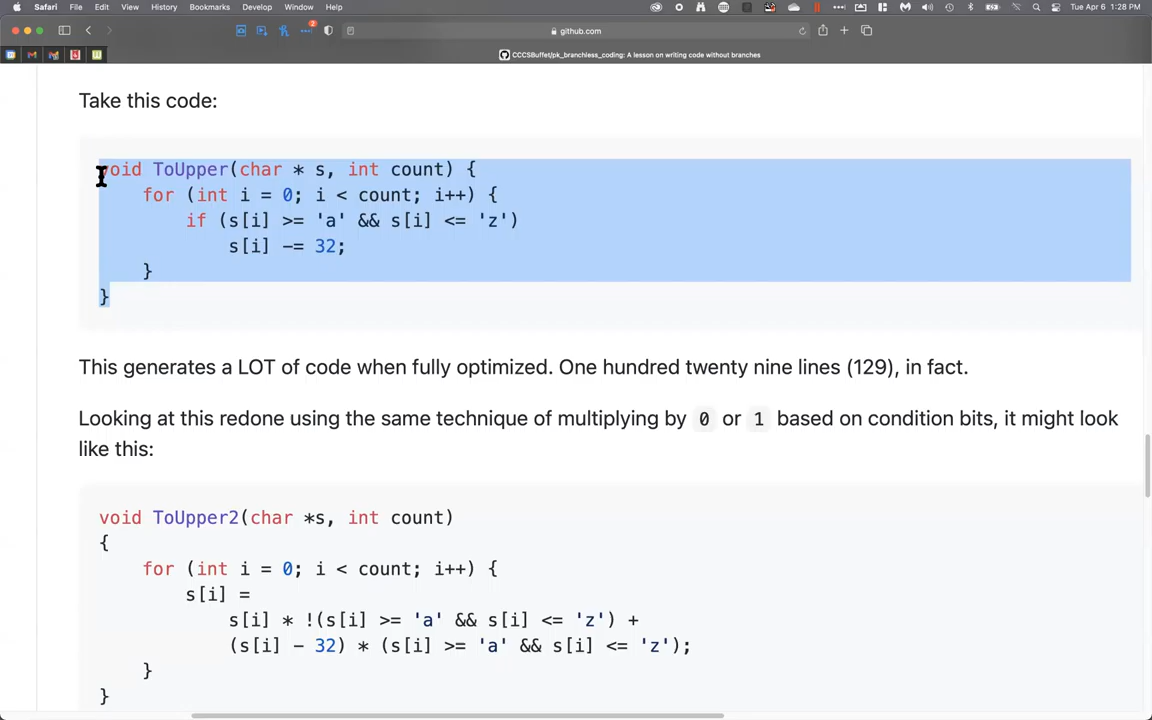 Safari File Edit View History Bookmarks Develop Window Help Tue Apr 6 1:28 PM
2
github.com
CCCSBuffet/pk_branchless_coding: A lesson on writing code without branches
Take this code:
void ToUpper(char * s, int count) {
    for (int i = 0; i < count; i++) {
        if (s[i] >= 'a' && s[i] <= 'z')
            s[i] -= 32;
    }
}
This generates a LOT of code when fully optimized. One hundred twenty nine lines (129), in fact.
Looking at this redone using the same technique of multiplying by 0 or 1 based on condition bits, it might look
like this:
void ToUpper2(char *s, int count)
{
    for (int i = 0; i < count; i++) {
        s[i] =
            s[i] * !(s[i] >= 'a' && s[i] <= 'z') +
            (s[i] - 32) * (s[i] >= 'a' && s[i] <= 'z');
    }
}